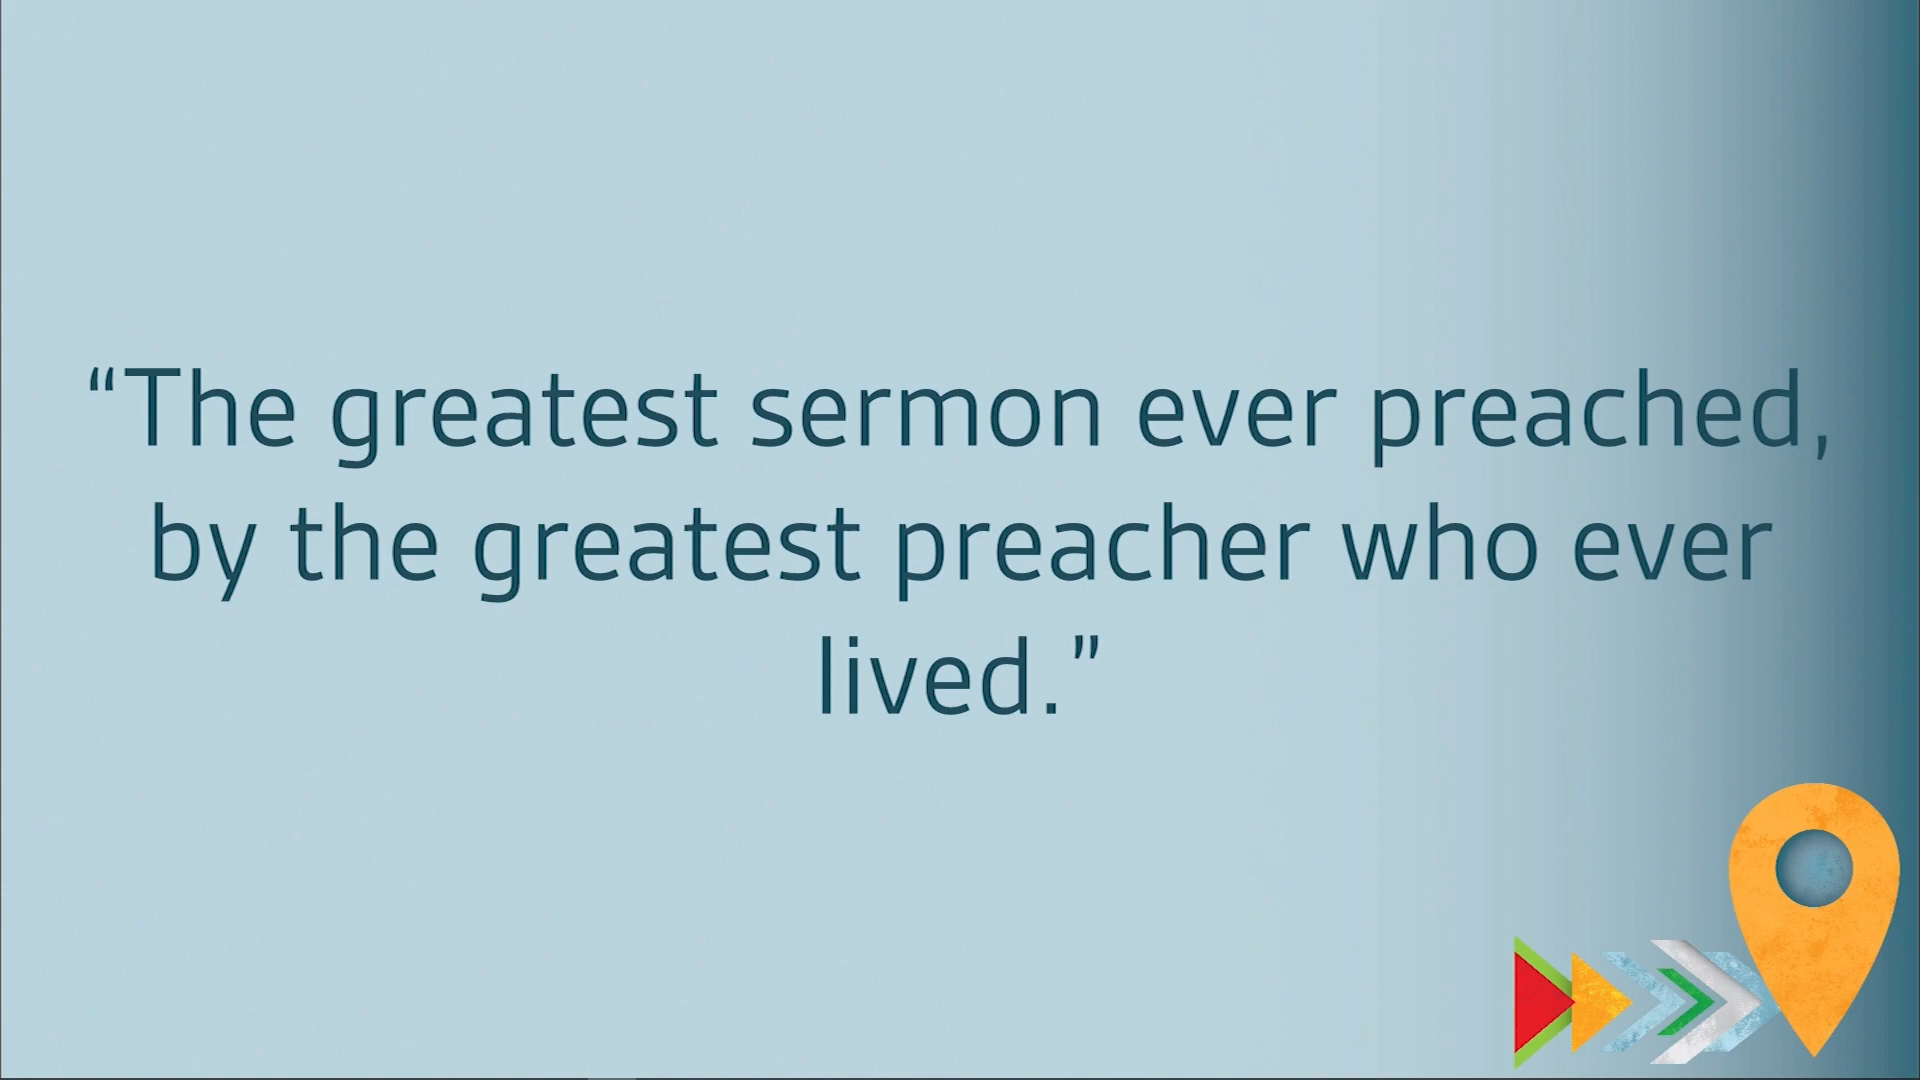 “The greatest sermon ever preached,
by the greatest preacher who ever
lived.”